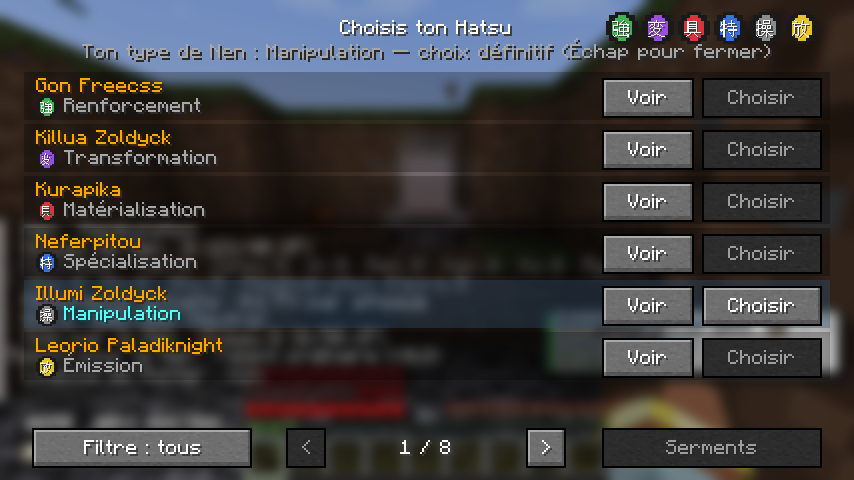 Choisis ton Hatsu
強 変 具 特 操 放
Ton type de Nen : Manipulation — choix définitif (Échap pour fermer)
Gon Freecss
強 Renforcement
Voir
Choisir
Killua Zoldyck
変 Transformation
Voir
Choisir
Kurapika
具 Matérialisation
Voir
Choisir
Neferpitou
特 Spécialisation
Voir
Choisir
Illumi Zoldyck
操 Manipulation
Voir
Choisir
Leorio Paladiknight
放 Émission
Voir
Choisir
Filtre : tous
<
1 / 8
>
Serments